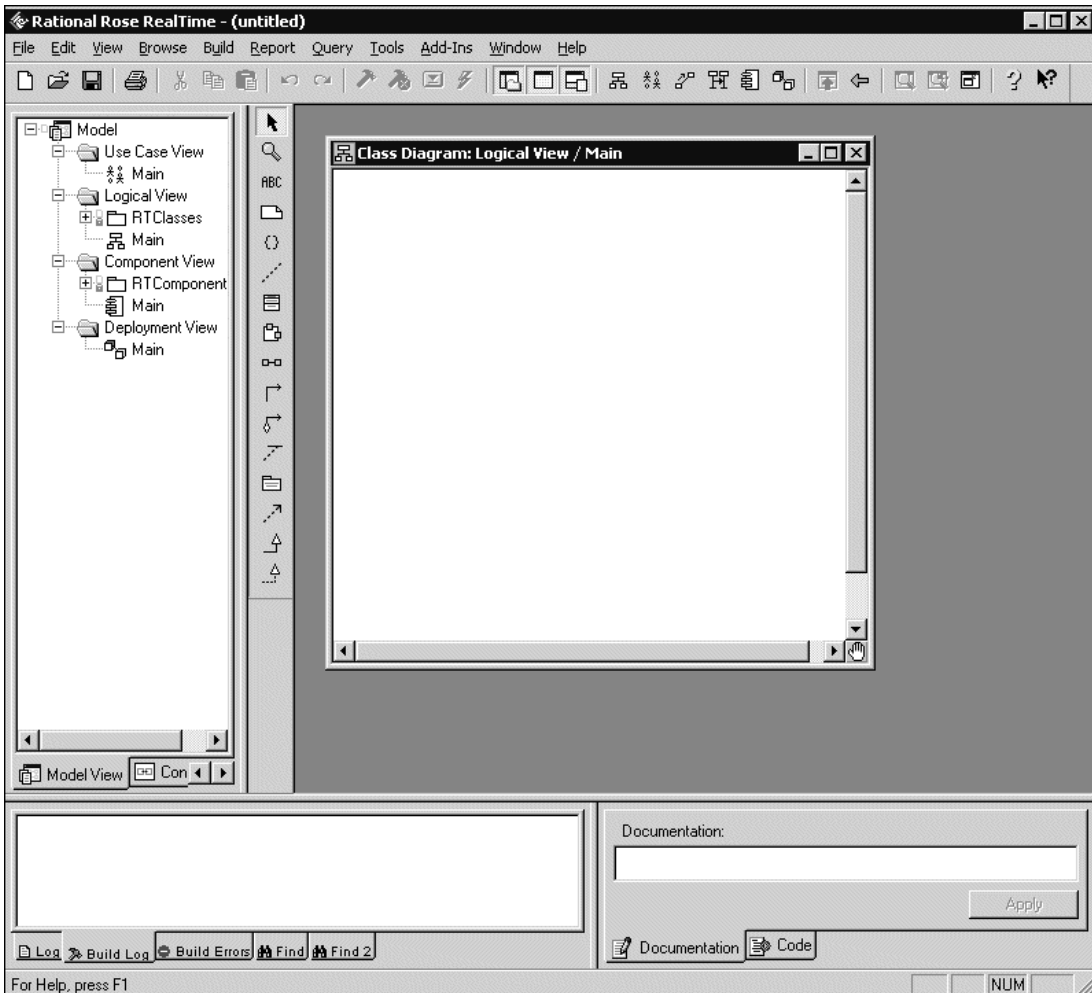 Rational Rose RealTime - (untitled)
File Edit View Browse Build Report Query Tools Add-Ins Window Help
Model
Use Case View
Main
Logical View
RTClasses
Main
Component View
RTComponent
Main
Deployment View
Main
ABC
Class Diagram: Logical View / Main
Model View Con
Documentation:
Apply
Log Build Log Build Errors Find Find 2
Documentation Code
For Help, press F1 NUM